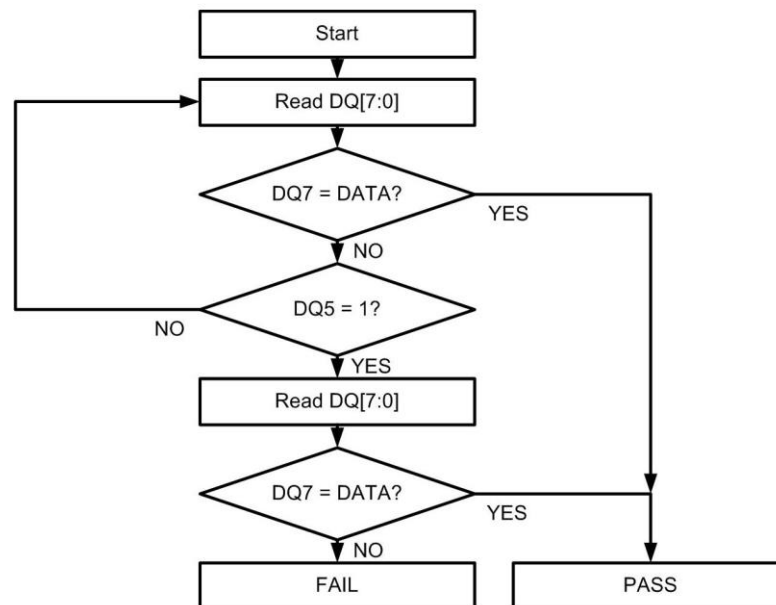 Start
Read DQ[7:0]
DQ7 = DATA?
YES
NO
DQ5 = 1?
NO
YES
Read DQ[7:0]
DQ7 = DATA?
YES
NO
FAIL
PASS